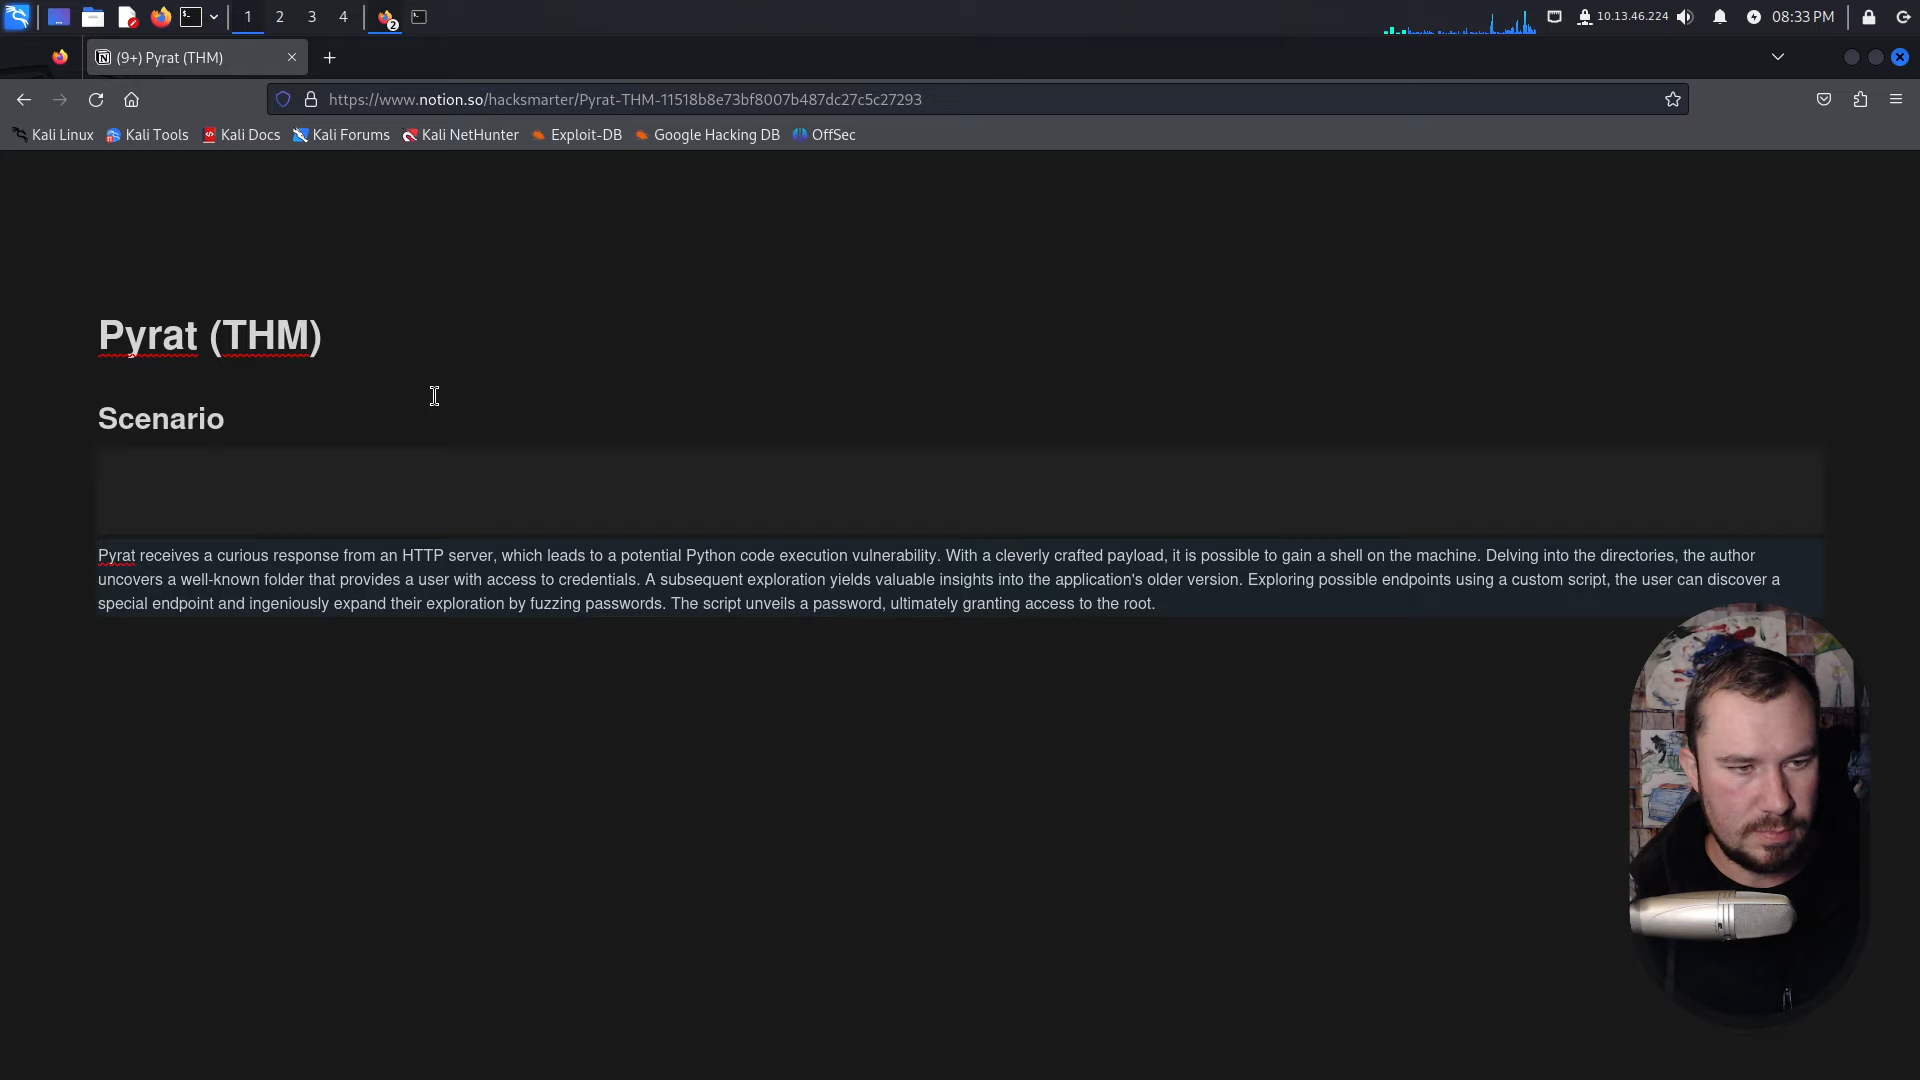 1 2 3 4 2 10.13.46.224 08:33 PM
(9+) Pyrat (THM)
https://www.notion.so/hacksmarter/Pyrat-THM-11518b8e73bf8007b487dc27c5c27293
Kali Linux Kali Tools Kali Docs Kali Forums Kali NetHunter Exploit-DB Google Hacking DB OffSec
Pyrat (THM)
Scenario
Pyrat receives a curious response from an HTTP server, which leads to a potential Python code execution vulnerability. With a cleverly crafted payload, it is possible to gain a shell on the machine. Delving into the directories, the author
uncovers a well-known folder that provides a user with access to credentials. A subsequent exploration yields valuable insights into the application's older version. Exploring possible endpoints using a custom script, the user can discover a
special endpoint and ingeniously expand their exploration by fuzzing passwords. The script unveils a password, ultimately granting access to the root.